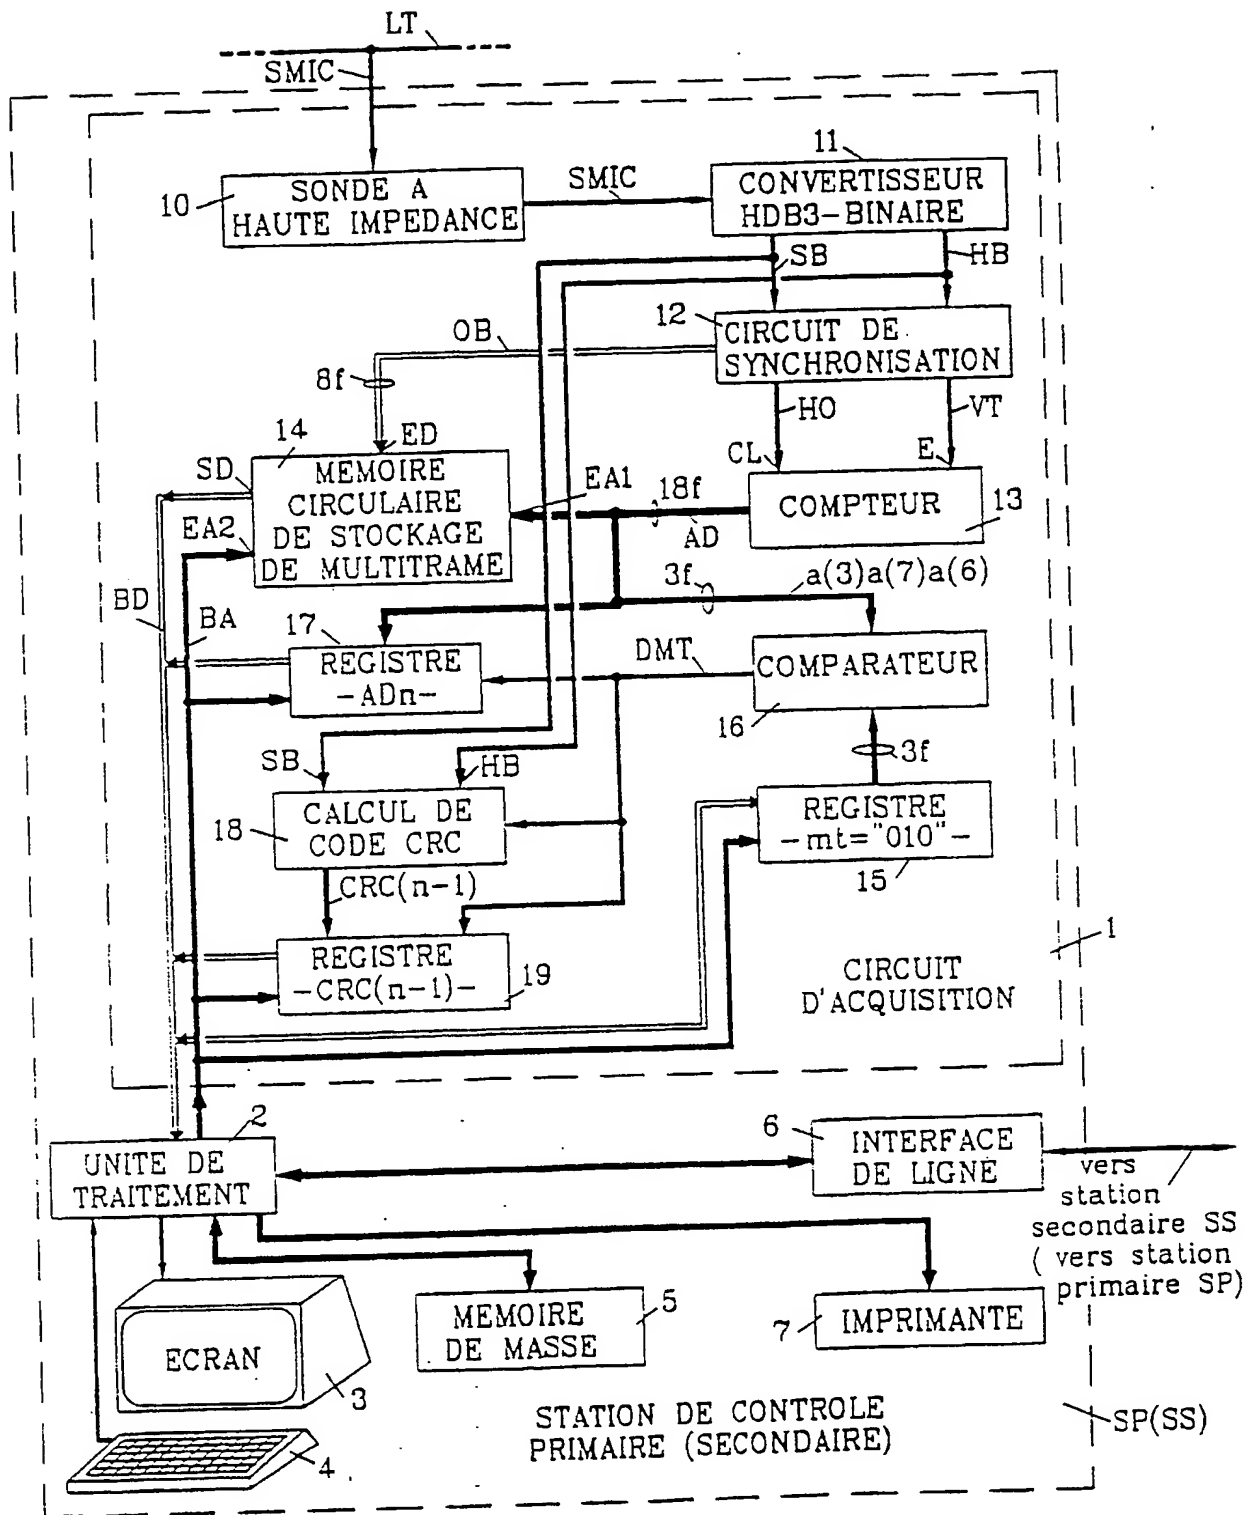 LT
SMIC
11
10
SONDE A
HAUTE IMPEDANCE
SMIC
CONVERTISSEUR
HDB3-BINAIRE
SB
HB
12
OB
CIRCUIT DE
SYNCHRONISATION
8f
HO
VT
14
ED
CL
E
SD
MEMOIRE
CIRCULAIRE
DE STOCKAGE
DE MULTITRAME
EA1
18f
AD
COMPTEUR
13
EA2
3f
a(3)a(7)a(6)
BD
BA
17
REGISTRE
-ADn-
DMT
COMPARATEUR
16
SB
HB
3f
18
CALCUL DE
CODE CRC
REGISTRE
-mt="010"-
15
CRC(n-1)
REGISTRE
-CRC(n-1)-
19
1
CIRCUIT
D'ACQUISITION
2
UNITE DE
TRAITEMENT
6
INTERFACE
DE LIGNE
vers
station
secondaire SS
( vers station
primaire SP)
ECRAN
3
4
MEMOIRE
DE MASSE
5
7
IMPRIMANTE
STATION DE CONTROLE
PRIMAIRE (SECONDAIRE)
SP(SS)